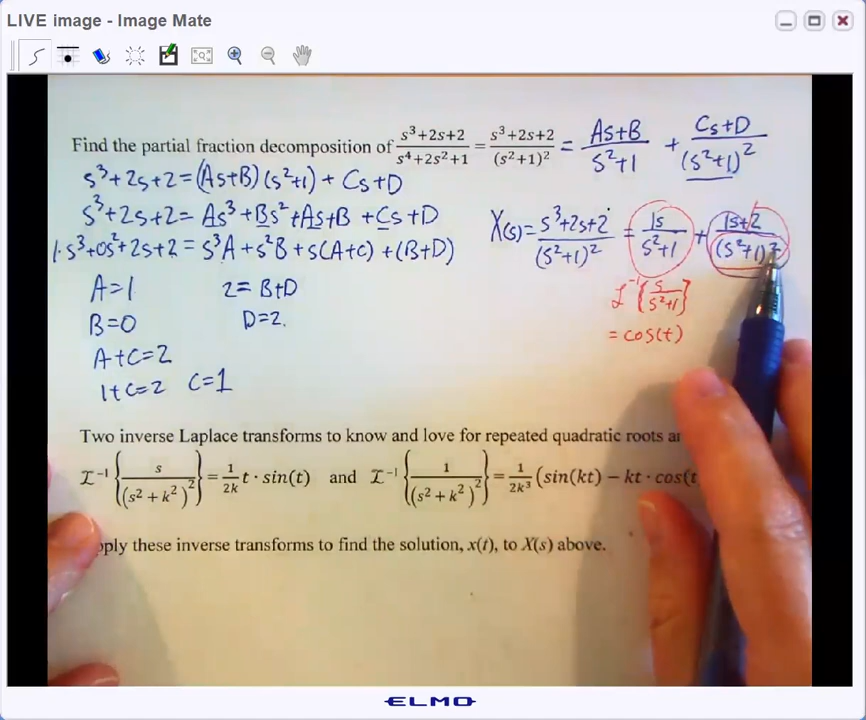 LIVE image - Image Mate
Find the partial fraction decomposition of (s³+2s+2)/(s⁴+2s²+1) = (s³+2s+2)/(s²+1)² = (As+B)/(s²+1) + (Cs+D)/(s²+1)²
s³+2s+2 = (As+B)(s²+1) + Cs+D
s³+2s+2 = As³+Bs²+As+B+Cs+D
1·s³+0s²+2s+2 = s³A+s²B+s(A+C)+(B+D)
X(s) = (s³+2s+2)/(s²+1)² = 1s/(s²+1) + (1s+2)/(s²+1)²
A=1
2=B+D
B=0
D=2.
A+C=2
1+C=2 C=1
ℒ⁻¹{s/(s²+1)}
= cos(t)
Two inverse Laplace transforms to know and love for repeated quadratic roots
ℒ⁻¹{s/(s²+k²)²} = 1/2k t·sin(t) and ℒ⁻¹{1/(s²+k²)²} = 1/2k³ (sin(kt) – kt·cos(t
these inverse transforms to find the solution, x(t), to X(s) above.
ELMO